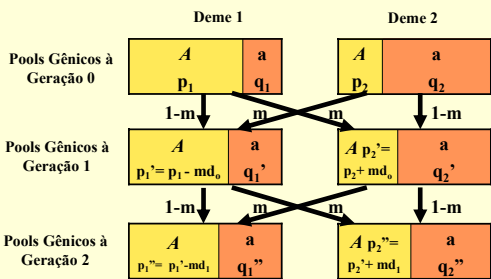 Deme 1 Deme 2
Pools Gênicos à
Geração 0
A a A a
p₁ q₁ p₂ q₂
1-m m m 1-m
Pools Gênicos à
Geração 1
A a A p₂'= a
p₁'= p₁ - mdₒ q₁' p₂+ mdₒ q₂'
1-m m m 1-m
Pools Gênicos à
Geração 2
A a A p₂"= a
p₁"= p₁'-md₁ q₁" p₂'+ md₁ q₂"